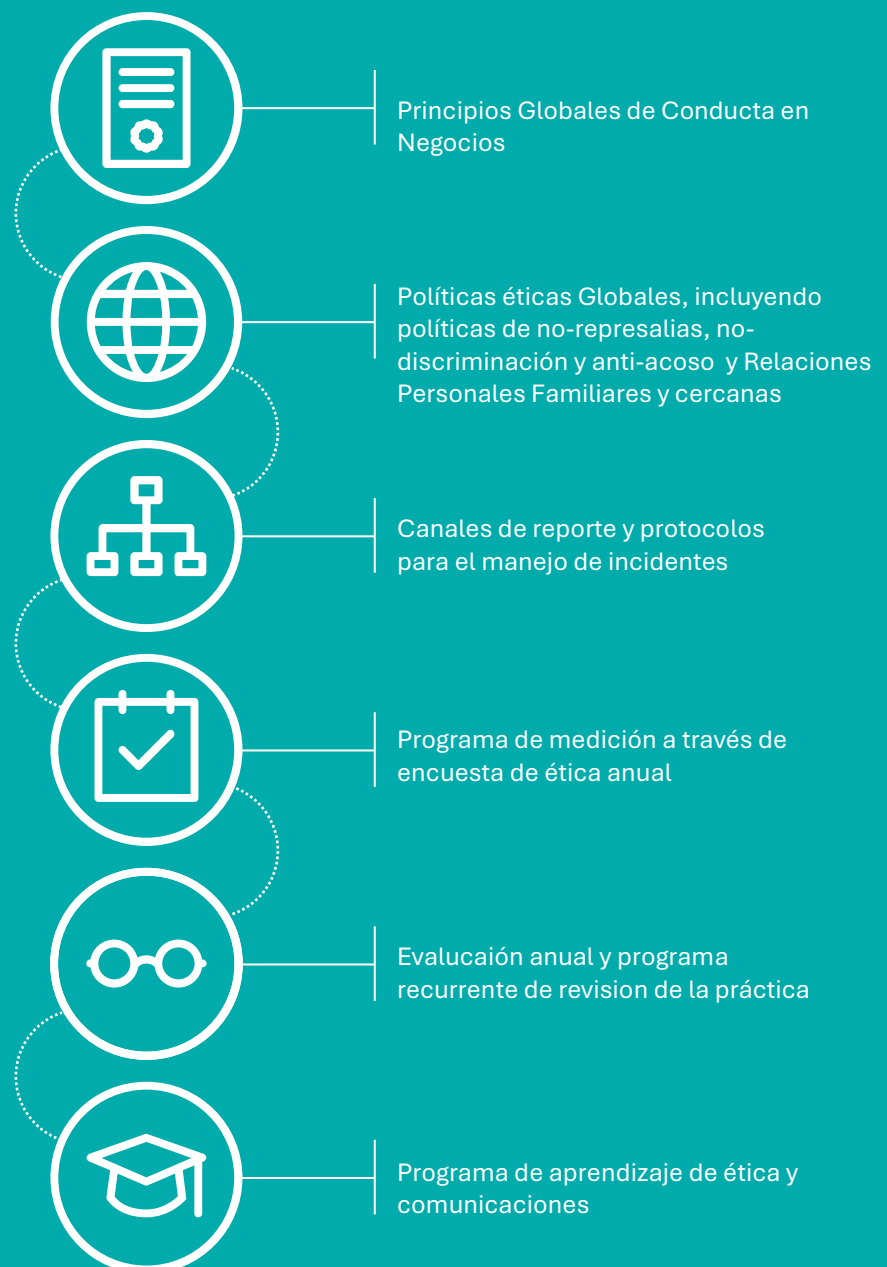 Principios Globales de Conducta en
Negocios
Políticas éticas Globales, incluyendo
políticas de no-represalias, no-
discriminación y anti-acoso  y Relaciones
Personales Familiares y cercanas
Canales de reporte y protocolos
para el manejo de incidentes
Programa de medición a través de
encuesta de ética anual
Evalucaión anual y programa
recurrente de revision de la práctica
Programa de aprendizaje de ética y
comunicaciones